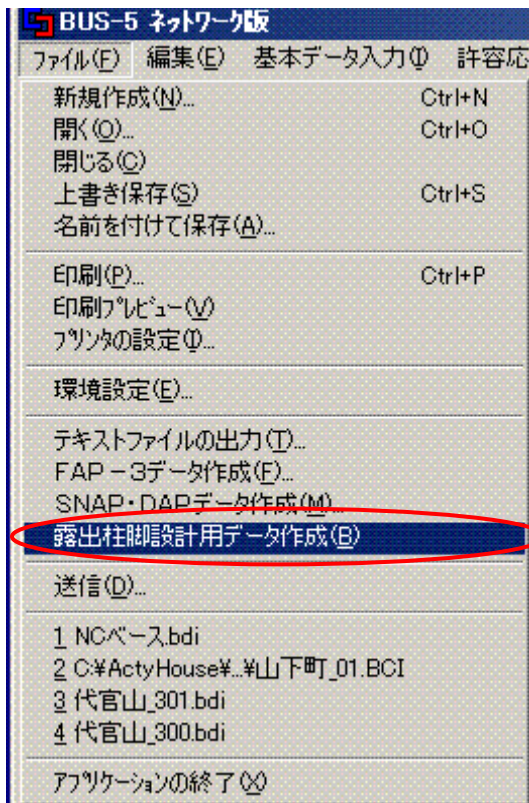 BUS-5 ネットワーク版
ファイル(F) 編集(E) 基本データ入力(I) 許容応
新規作成(N)... Ctrl+N
開く(O)... Ctrl+O
閉じる(C)
上書き保存(S) Ctrl+S
名前を付けて保存(A)...
印刷(P)... Ctrl+P
印刷プレビュー(V)
プリンタの設定(I)...
環境設定(E)...
テキストファイルの出力(T)...
FAP-3データ作成(F)...
SNAP・DAPデータ作成(M)...
露出柱脚設計用データ作成(B)
送信(D)...
1 NCベース.bdi
2 C:¥ActyHouse¥...¥山下町_01.BCI
3 代官山_301.bdi
4 代官山_300.bdi
アプリケーションの終了(X)